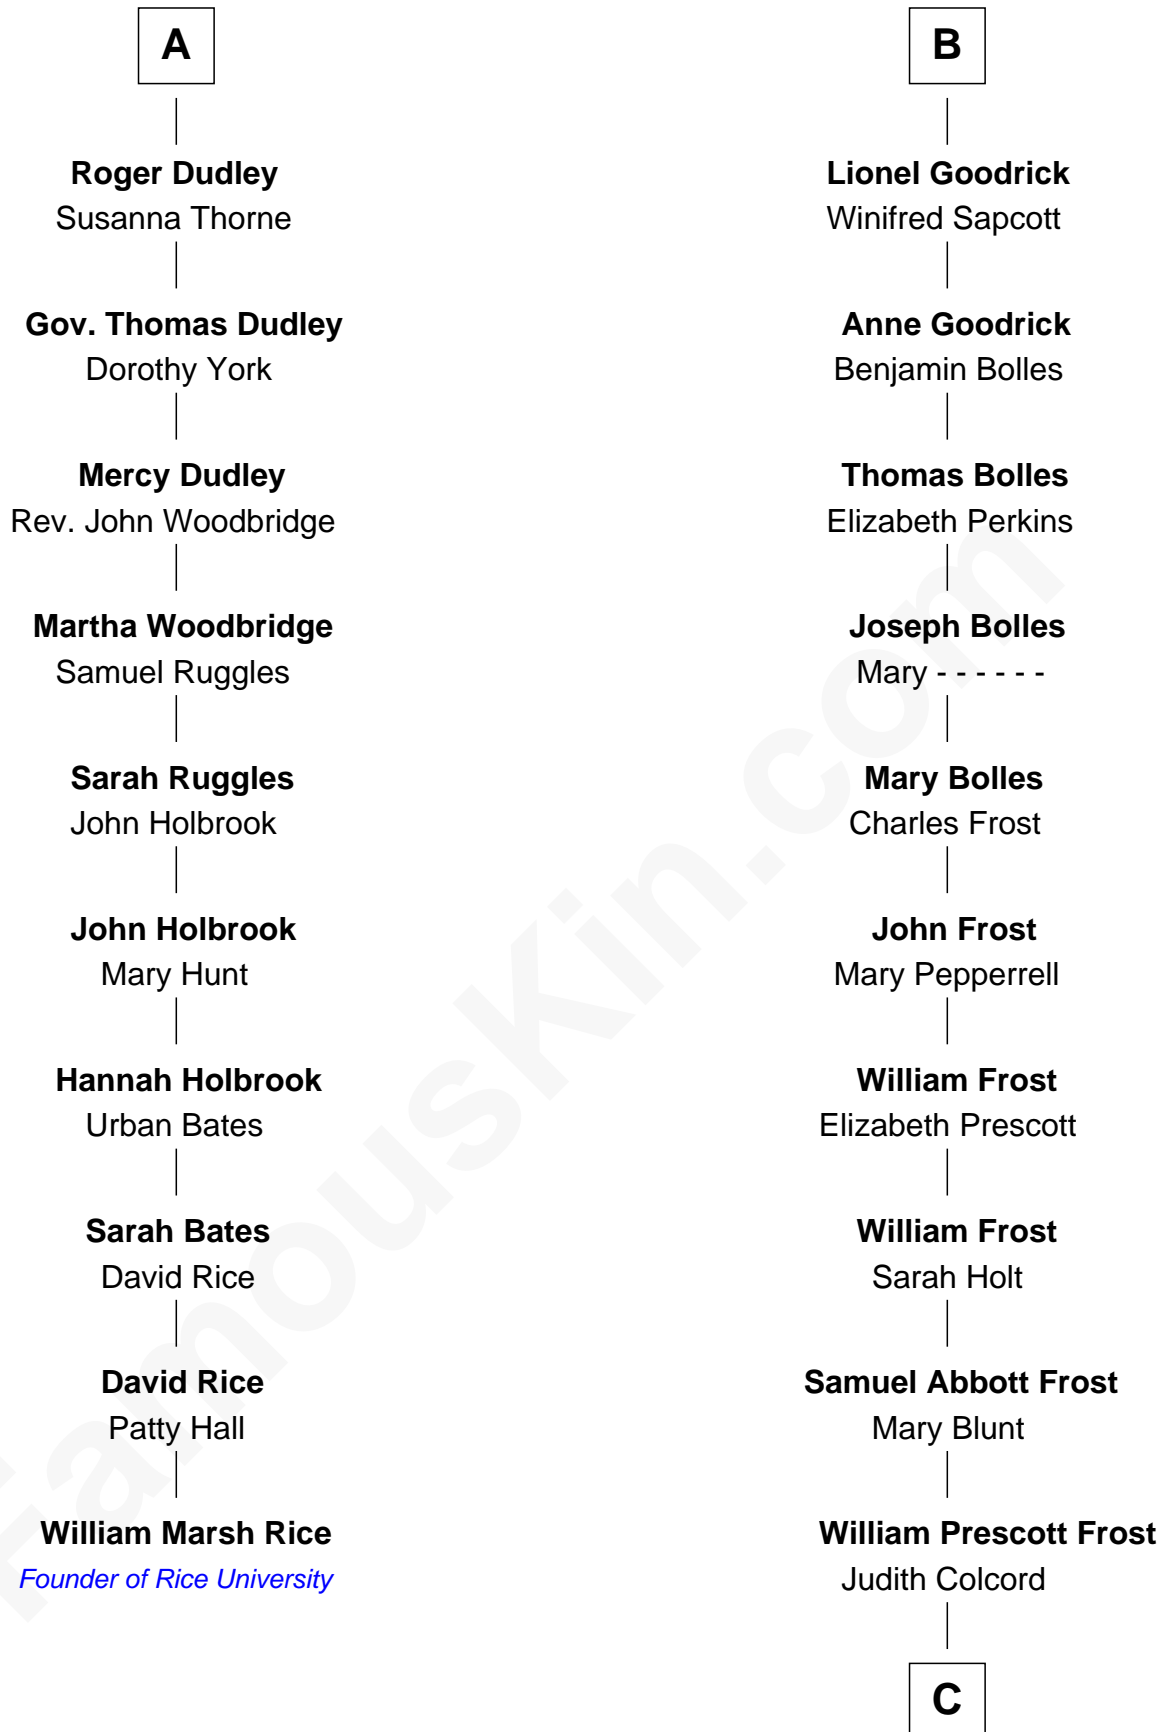 A
Roger Dudley
Susanna Thorne
Gov. Thomas Dudley
Dorothy York
Mercy Dudley
Rev. John Woodbridge
Martha Woodbridge
Samuel Ruggles
Sarah Ruggles
John Holbrook
John Holbrook
Mary Hunt
Hannah Holbrook
Urban Bates
Sarah Bates
David Rice
David Rice
Patty Hall
William Marsh Rice
Founder of Rice University
B
Lionel Goodrick
Winifred Sapcott
Anne Goodrick
Benjamin Bolles
Thomas Bolles
Elizabeth Perkins
Joseph Bolles
Mary - - - - - -
Mary Bolles
Charles Frost
John Frost
Mary Pepperrell
William Frost
Elizabeth Prescott
William Frost
Sarah Holt
Samuel Abbott Frost
Mary Blunt
William Prescott Frost
Judith Colcord
C
FamousKin.com